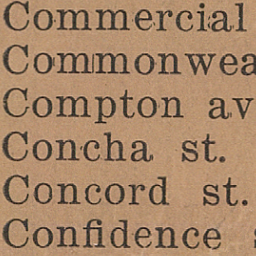 Commercial
Commonwea
Compton av
Concha st.
Concord st.
Confidence